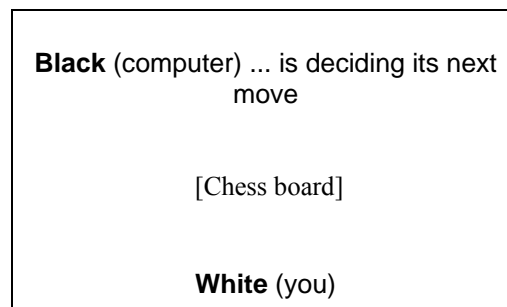 Black (computer) ... is deciding its next
move
[Chess board]
White (you)